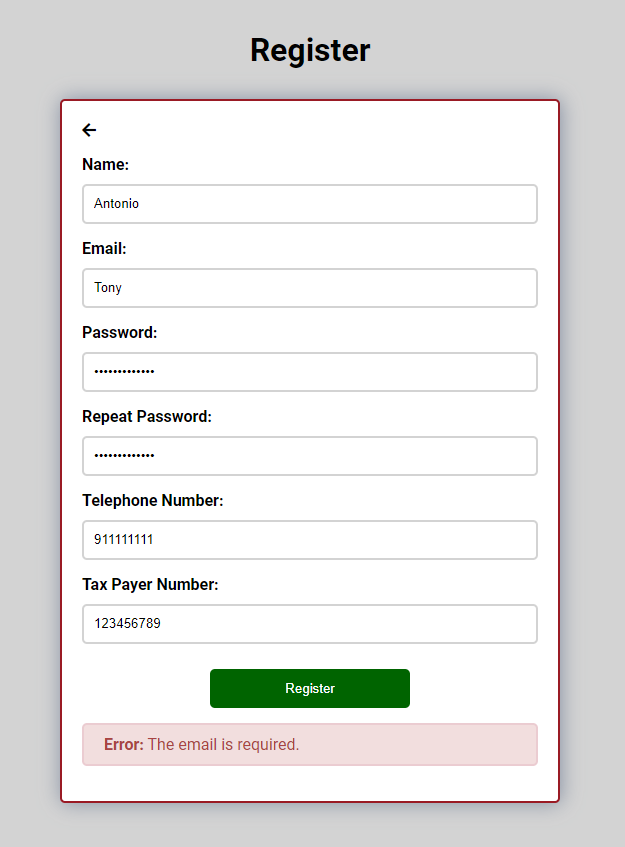 Register
Name:
Antonio
Email:
Tony
Password:
•••••••••••••
Repeat Password:
•••••••••••••
Telephone Number:
911111111
Tax Payer Number:
123456789
Register
Error: The email is required.